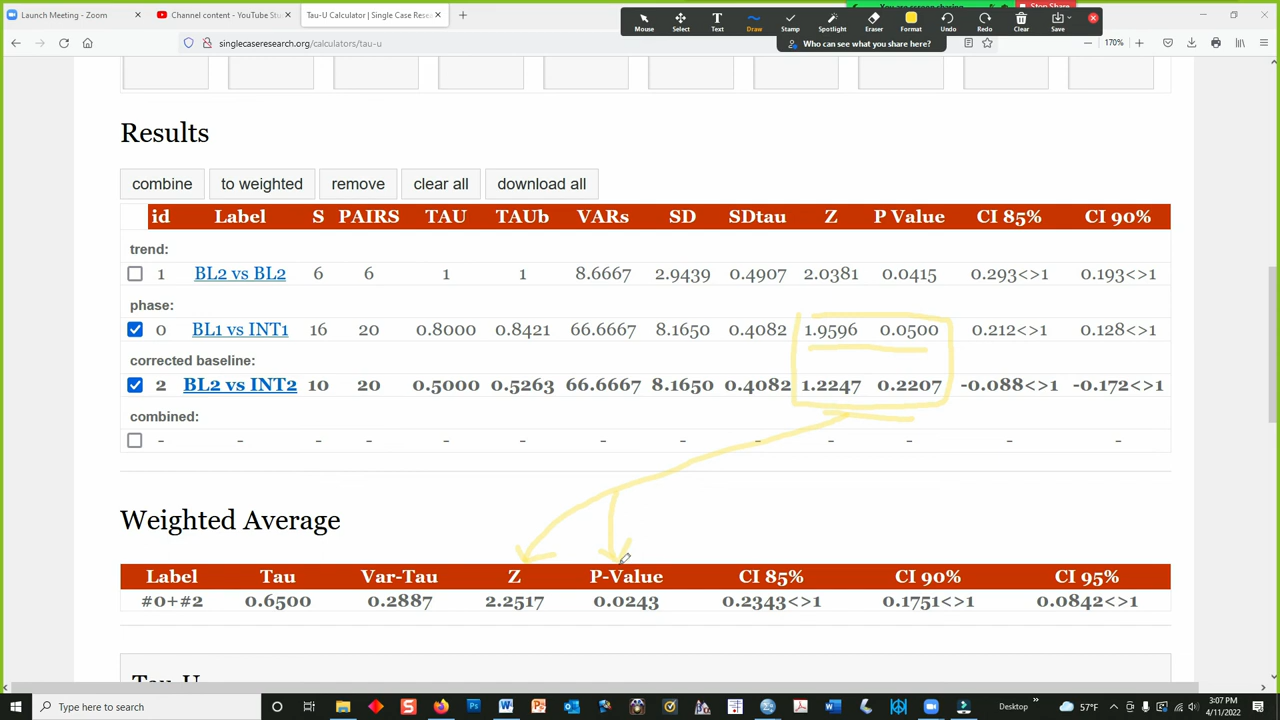 Launch Meeting - Zoom
Channel content - YouTube Stu
Tau-U Calculator | Single Case Rese
Stop Share
Mouse Select Text Draw Stamp Spotlight Eraser Format Undo Redo Clear Save
Who can see what you share here?
singlecaseresearch.org/calculators/tau-u
170%
Results
combine to weighted remove clear all download all
id Label S PAIRS TAU TAUb VARs SD SDtau Z P Value CI 85% CI 90%
trend:
1 BL2 vs BL2 6 6 1 1 8.6667 2.9439 0.4907 2.0381 0.0415 0.293<>1 0.193<>1
phase:
0 BL1 vs INT1 16 20 0.8000 0.8421 66.6667 8.1650 0.4082 1.9596 0.0500 0.212<>1 0.128<>1
corrected baseline:
2 BL2 vs INT2 10 20 0.5000 0.5263 66.6667 8.1650 0.4082 1.2247 0.2207 -0.088<>1 -0.172<>1
combined:
- - - - - - - - - - - -
Weighted Average
Label Tau Var-Tau Z P-Value CI 85% CI 90% CI 95%
#0+#2 0.6500 0.2887 2.2517 0.0243 0.2343<>1 0.1751<>1 0.0842<>1
Tau-U
Type here to search
Desktop
57°F
3:07 PM
4/11/2022